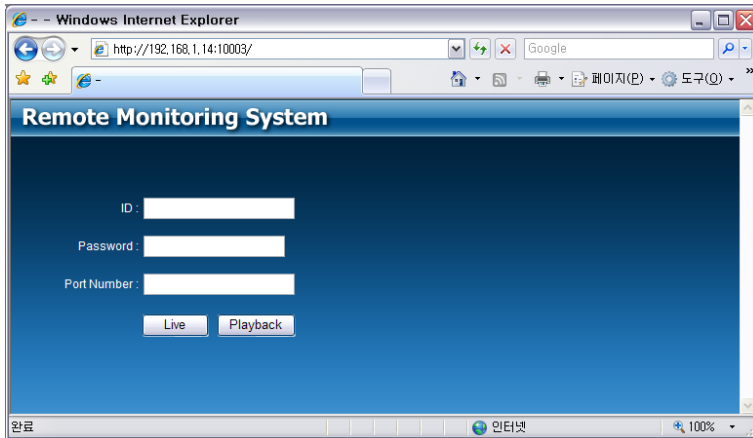 - - Windows Internet Explorer
http://192.168.1.14:10003/
Google
-
페이지(P)
도구(O)
Remote Monitoring System
ID :
Password :
Port Number :
Live
Playback
완료
인터넷
100%